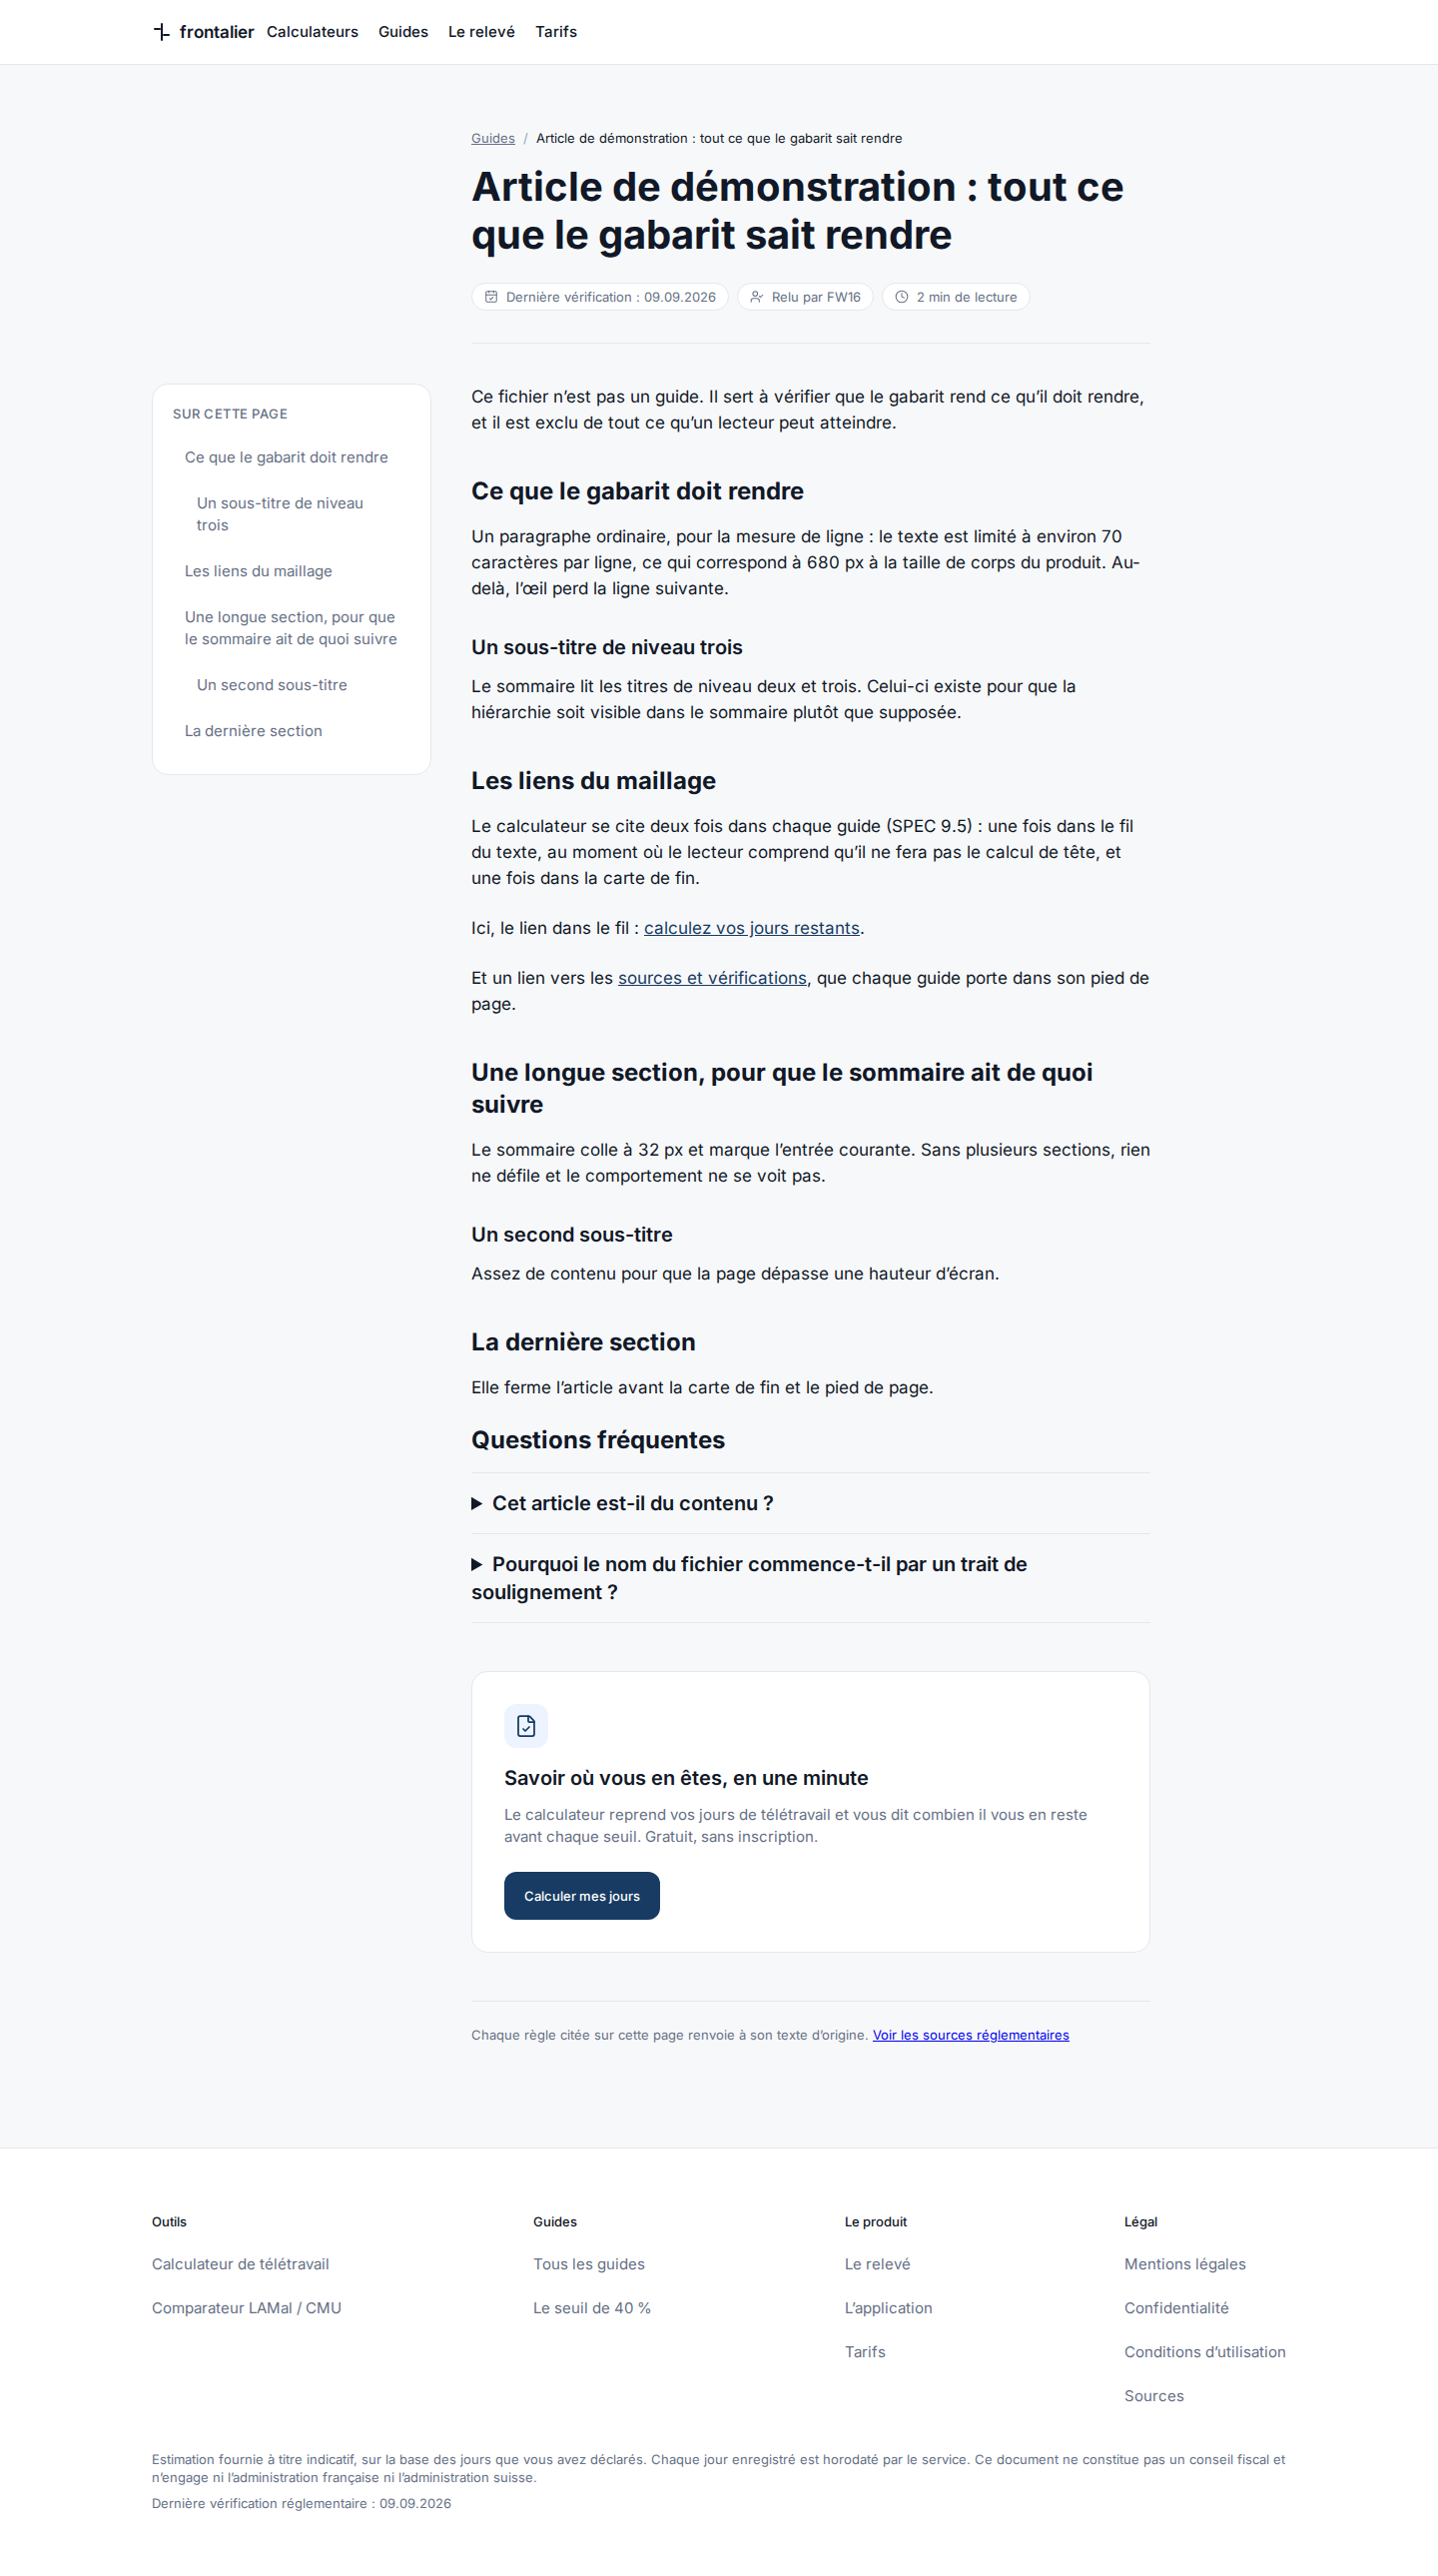 frontalier Calculateurs Guides Le relevé Tarifs
Guides / Article de démonstration : tout ce que le gabarit sait rendre
Article de démonstration : tout ce
que le gabarit sait rendre
Dernière vérification : 09.09.2026 Relu par FW16 2 min de lecture
SUR CETTE PAGE
Ce que le gabarit doit rendre
Un sous-titre de niveau
trois
Les liens du maillage
Une longue section, pour que
le sommaire ait de quoi suivre
Un second sous-titre
La dernière section
Ce fichier n’est pas un guide. Il sert à vérifier que le gabarit rend ce qu’il doit rendre,
et il est exclu de tout ce qu’un lecteur peut atteindre.
Ce que le gabarit doit rendre
Un paragraphe ordinaire, pour la mesure de ligne : le texte est limité à environ 70
caractères par ligne, ce qui correspond à 680 px à la taille de corps du produit. Au-
delà, l’œil perd la ligne suivante.
Un sous-titre de niveau trois
Le sommaire lit les titres de niveau deux et trois. Celui-ci existe pour que la
hiérarchie soit visible dans le sommaire plutôt que supposée.
Les liens du maillage
Le calculateur se cite deux fois dans chaque guide (SPEC 9.5) : une fois dans le fil
du texte, au moment où le lecteur comprend qu’il ne fera pas le calcul de tête, et
une fois dans la carte de fin.
Ici, le lien dans le fil : calculez vos jours restants.
Et un lien vers les sources et vérifications, que chaque guide porte dans son pied de
page.
Une longue section, pour que le sommaire ait de quoi
suivre
Le sommaire colle à 32 px et marque l’entrée courante. Sans plusieurs sections, rien
ne défile et le comportement ne se voit pas.
Un second sous-titre
Assez de contenu pour que la page dépasse une hauteur d’écran.
La dernière section
Elle ferme l’article avant la carte de fin et le pied de page.
Questions fréquentes
Cet article est-il du contenu ?
Pourquoi le nom du fichier commence-t-il par un trait de
soulignement ?
Savoir où vous en êtes, en une minute
Le calculateur reprend vos jours de télétravail et vous dit combien il vous en reste
avant chaque seuil. Gratuit, sans inscription.
Calculer mes jours
Chaque règle citée sur cette page renvoie à son texte d’origine. Voir les sources réglementaires
Outils
Calculateur de télétravail
Comparateur LAMal / CMU
Guides
Tous les guides
Le seuil de 40 %
Le produit
Le relevé
L’application
Tarifs
Légal
Mentions légales
Confidentialité
Conditions d’utilisation
Sources
Estimation fournie à titre indicatif, sur la base des jours que vous avez déclarés. Chaque jour enregistré est horodaté par le service. Ce document ne constitue pas un conseil fiscal et
n’engage ni l’administration française ni l’administration suisse.
Dernière vérification réglementaire : 09.09.2026